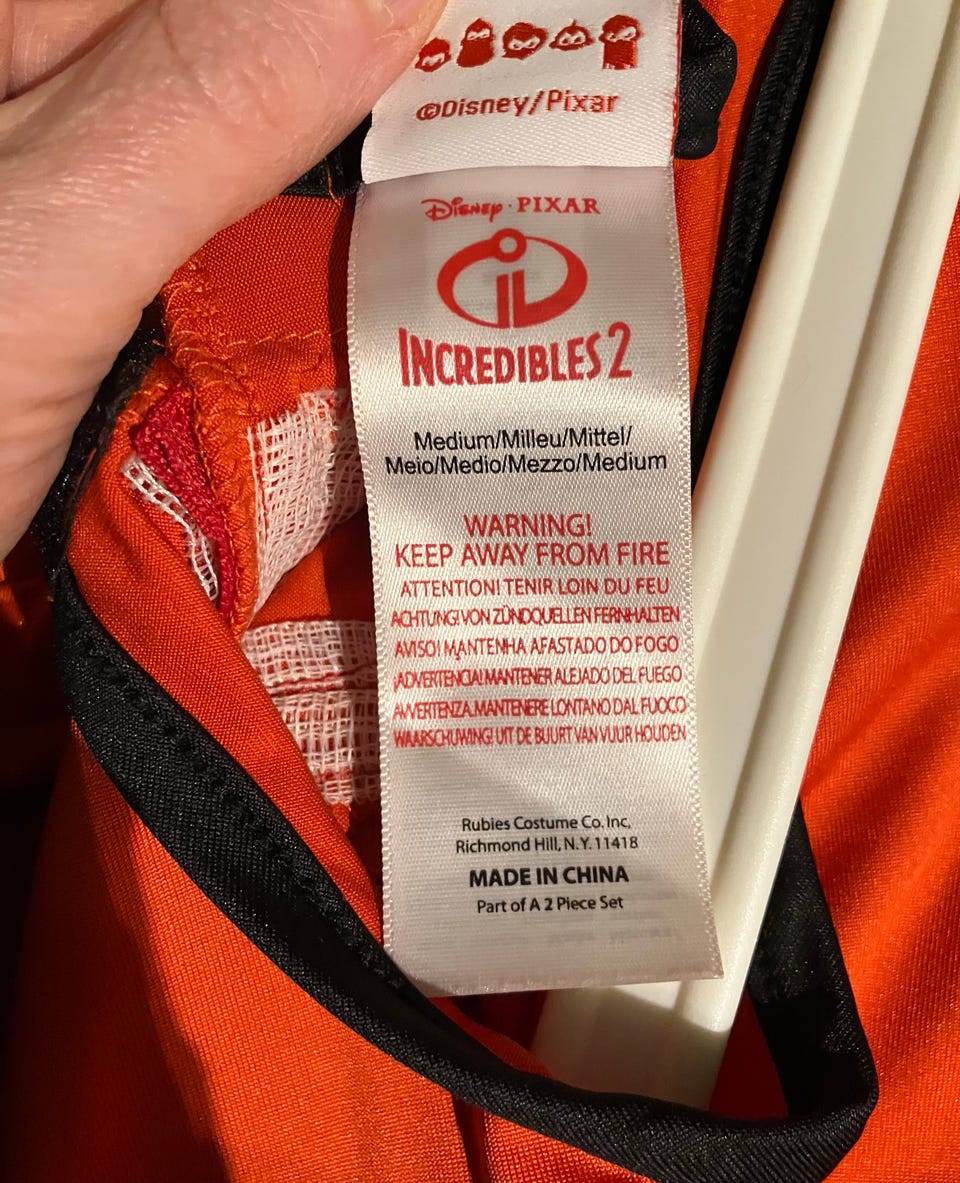 ©Disney/Pixar
Disney · PIXAR
INCREDIBLES 2
Medium/Milleu/Mittel/
Meio/Medio/Mezzo/Medium
WARNING!
KEEP AWAY FROM FIRE
ATTENTION! TENIR LOIN DU FEU
ACHTUNG! VON ZÜNDQUELLEN FERNHALTEN
AVISO! MANTENHA AFASTADO DO FOGO
¡ADVERTENCIA! MANTENER ALEJADO DEL FUEGO
AVVERTENZA. MANTENERE LONTANO DAL FUOCO
WAARSCHUWING! UIT DE BUURT VAN VUUR HOUDEN
Rubies Costume Co. Inc,
Richmond Hill, N.Y. 11418
MADE IN CHINA
Part of A 2 Piece Set